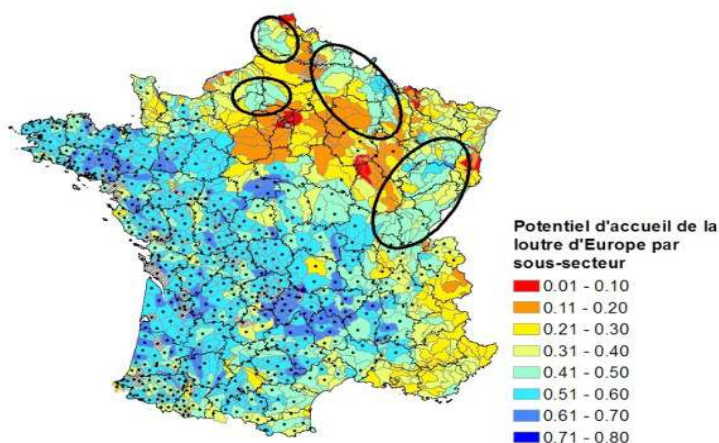 Potentiel d'accueil de la
loutre d'Europe par
sous-secteur
0.01 - 0.10
0.11 - 0.20
0.21 - 0.30
0.31 - 0.40
0.41 - 0.50
0.51 - 0.60
0.61 - 0.70
0.71 - 0.80